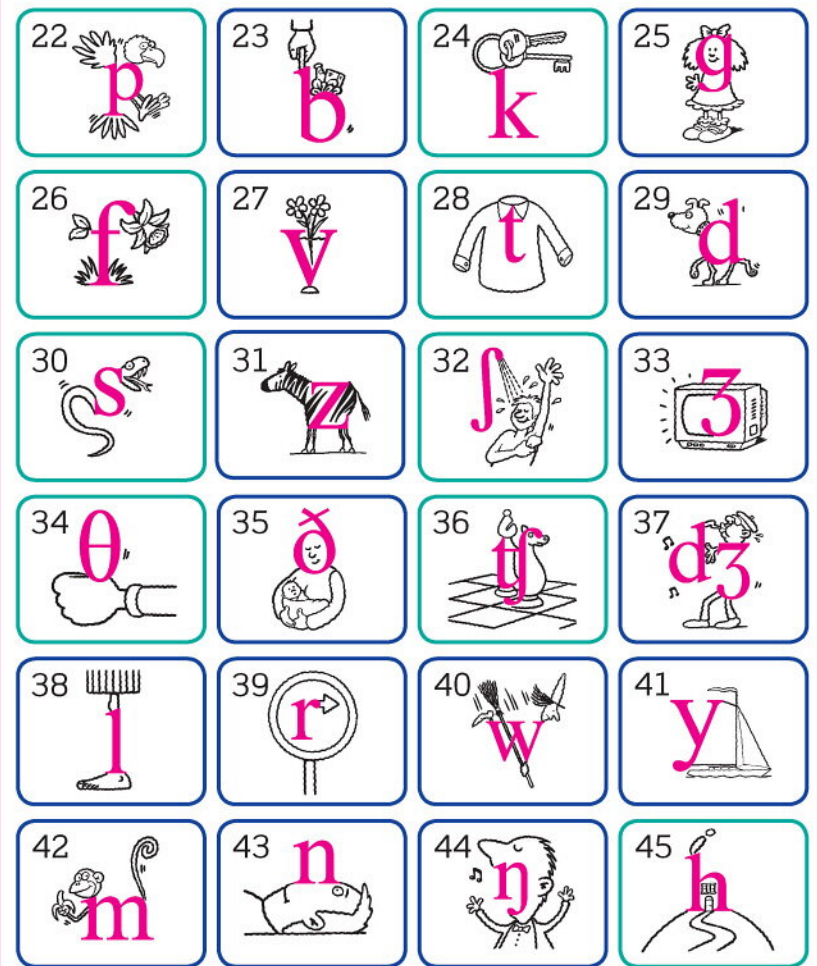 22 p
23 b
24 k
25 g
26 f
27 v
28 t
29 d
30 s
31 z
32 ʃ
33 ʒ
34 θ
35 ð
36 tʃ
37 dʒ
38 l
39 r
40 w
41 y
42 m
43 n
44 ŋ
45 h